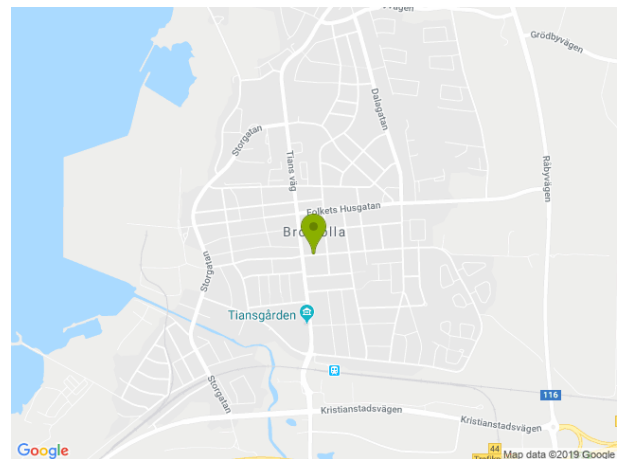 vägen
Grödbyvägen
Dalagatan
Storgatan
Tians väg
Råbyvägen
Folkets Husgatan
Storgatan
Tiansgården
Storgatan
116
Kristianstadsvägen
Kristianstadsvägen
44
Google
Map data ©2019 Google